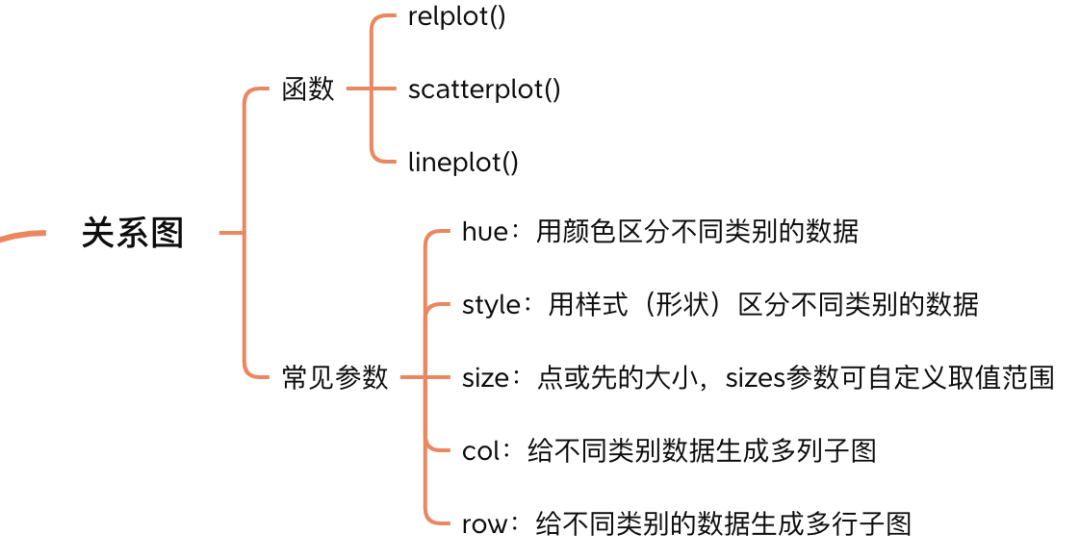 关系图
函数
relplot()
scatterplot()
lineplot()
常见参数
hue：用颜色区分不同类别的数据
style：用样式（形状）区分不同类别的数据
size：点或先的大小，sizes参数可自定义取值范围
col：给不同类别数据生成多列子图
row：给不同类别的数据生成多行子图